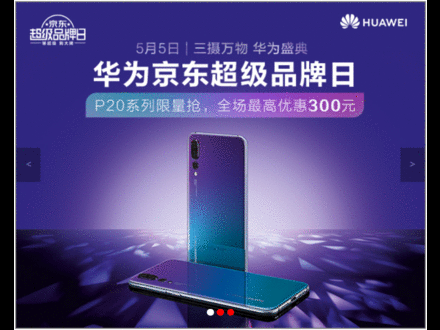 京东
超级品牌日
HUAWEI
5月5日｜三摄万物 华为盛典
华为京东超级品牌日
P20系列限量抢，全场最高优惠300元
<
>